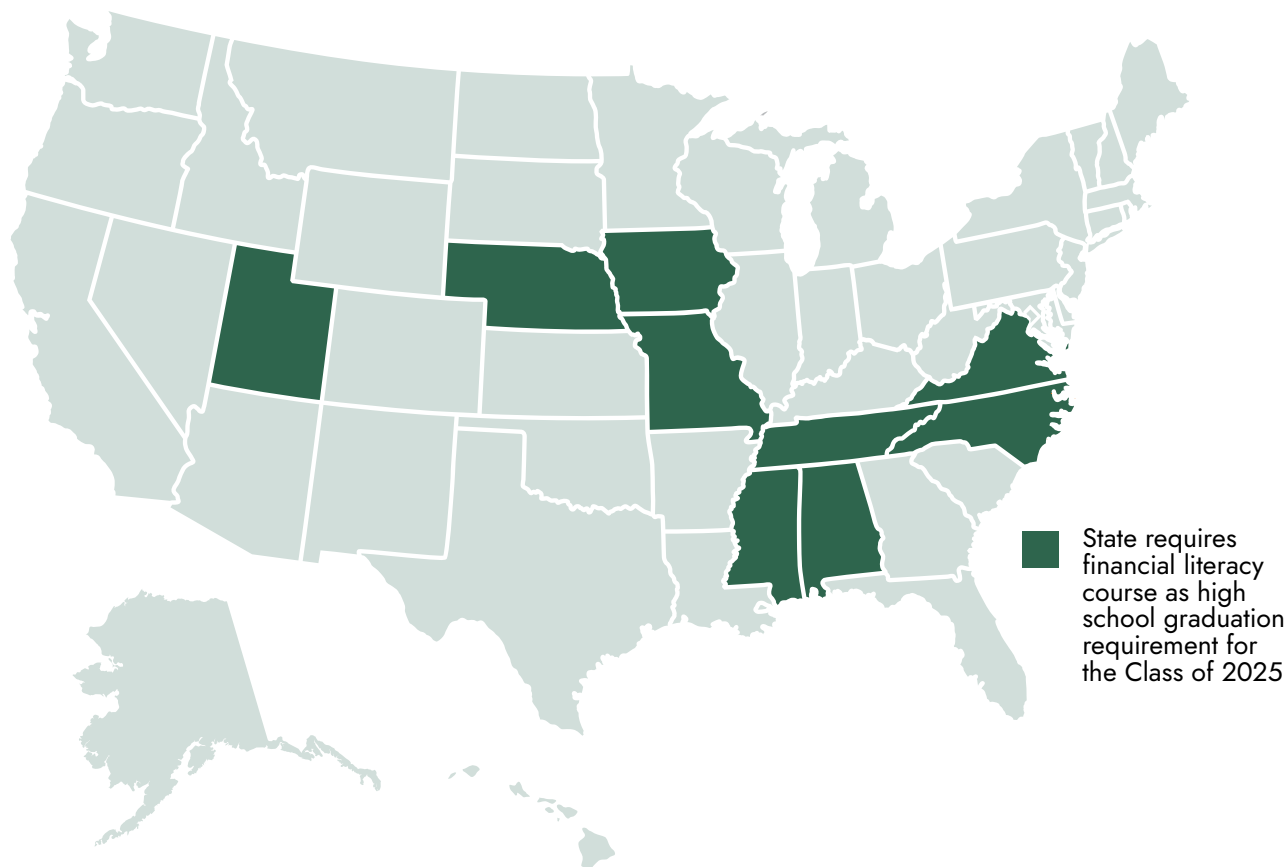 State requires
financial literacy
course as high
school graduation
requirement for
the Class of 2025